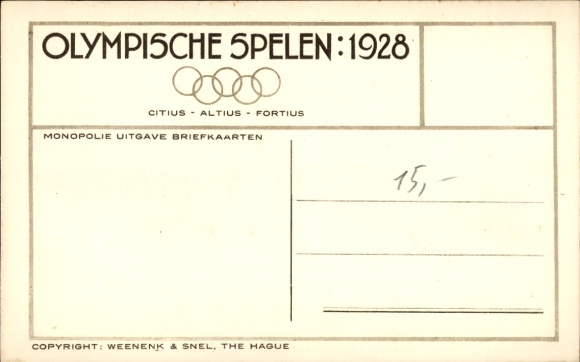 OLYMPISCHE SPELEN: 1928
CITIUS - ALTIUS - FORTIUS
MONOPOLIE UITGAVE BRIEFKAARTEN
15,-
COPYRIGHT: WEENENK & SNEL, THE HAGUE